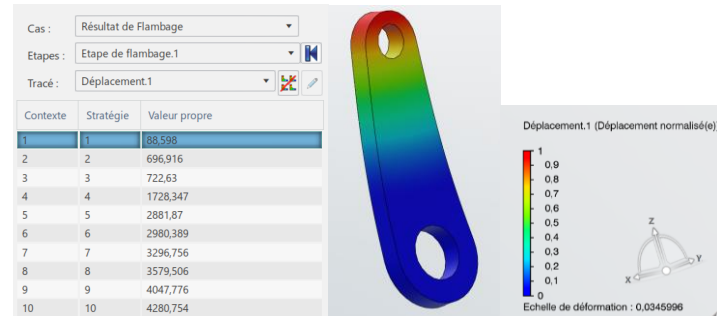 Cas : Résultat de Flambage
Etapes : Etape de flambage.1
Tracé : Déplacement.1
Contexte Stratégie Valeur propre
1 1 88,598
2 2 696,916
3 3 722,63
4 4 1728,347
5 5 2881,87
6 6 2980,389
7 7 3296,756
8 8 3579,506
9 9 4047,776
10 10 4280,754
Déplacement.1 (Déplacement normalisé(e)
1
0,9
0,8
0,7
0,6
0,5
0,4
0,3
0,2
0,1
0
Z
Y
X
Echelle de déformation : 0,0345996